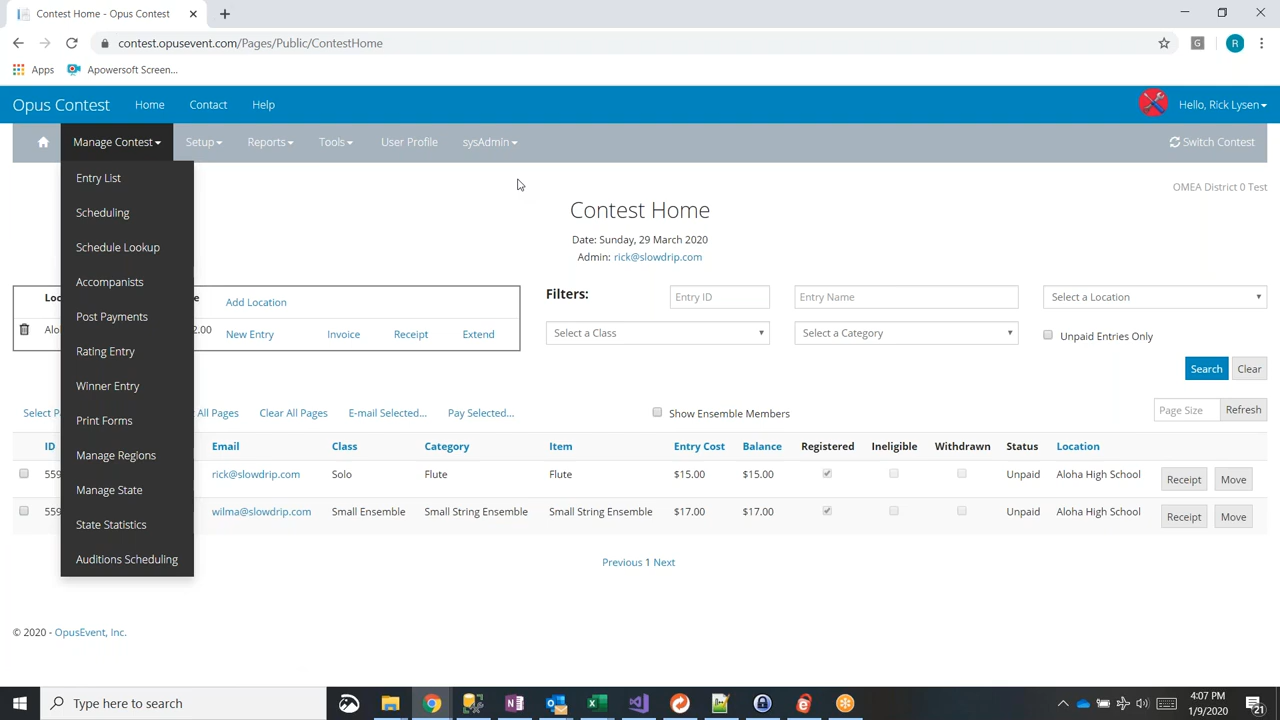 Contest Home - Opus Contest
contest.opusevent.com/Pages/Public/ContestHome
G
R
Apps
Apowersoft Screen...
Opus Contest
Home
Contact
Help
Hello, Rick Lysen
Manage Contest
Setup
Reports
Tools
User Profile
sysAdmin
Switch Contest
Entry List
Scheduling
Schedule Lookup
Accompanists
Post Payments
Rating Entry
Winner Entry
Print Forms
Manage Regions
Manage State
State Statistics
Auditions Scheduling
OMEA District 0 Test
Contest Home
Date: Sunday, 29 March 2020
Admin: rick@slowdrip.com
Add Location
2.00
New Entry
Invoice
Receipt
Extend
Filters:
Entry ID
Entry Name
Select a Location
Select a Class
Select a Category
Unpaid Entries Only
Search
Clear
All Pages
Clear All Pages
E-mail Selected...
Pay Selected...
Show Ensemble Members
Page Size
Refresh
ID
Email
Class
Category
Item
Entry Cost
Balance
Registered
Ineligible
Withdrawn
Status
Location
559
rick@slowdrip.com
Solo
Flute
Flute
$15.00
$15.00
Unpaid
Aloha High School
Receipt
Move
559
wilma@slowdrip.com
Small Ensemble
Small String Ensemble
Small String Ensemble
$17.00
$17.00
Unpaid
Aloha High School
Receipt
Move
Previous 1 Next
© 2020 - OpusEvent, Inc.
Type here to search
4:07 PM
1/9/2020
21